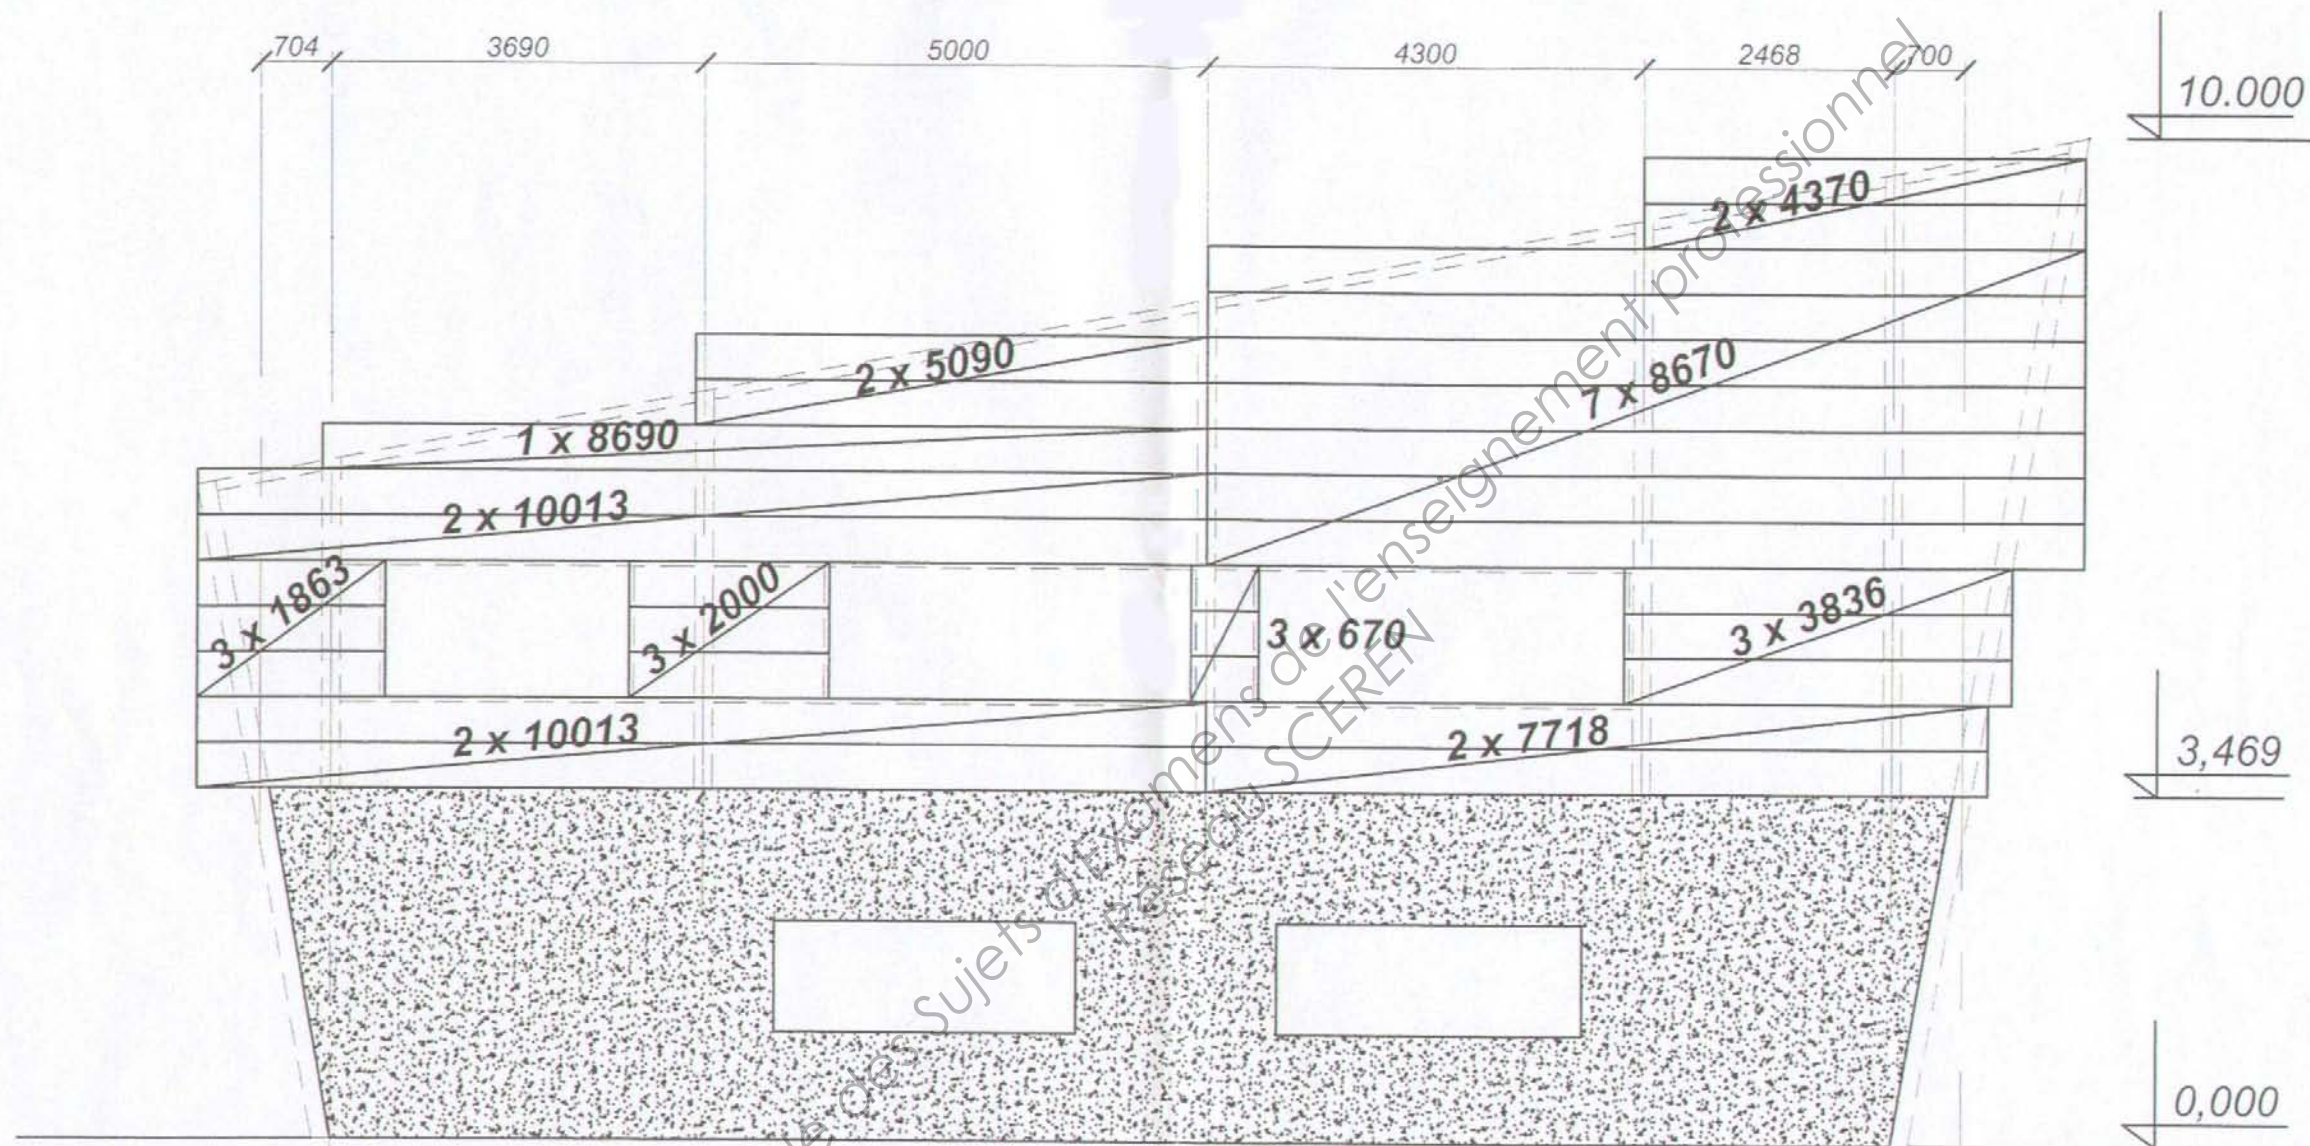 704
3690
5000
4300
2468
700
10.000
2 x 4370
2 x 5090
7 x 8670
1 x 8690
2 x 10013
3 x 1863
3 x 2000
3 x 670
3 x 3836
2 x 10013
2 x 7718
3,469
0,000
des Sujets d'Examens de l'enseignement professionnel
Réseau SCEREN